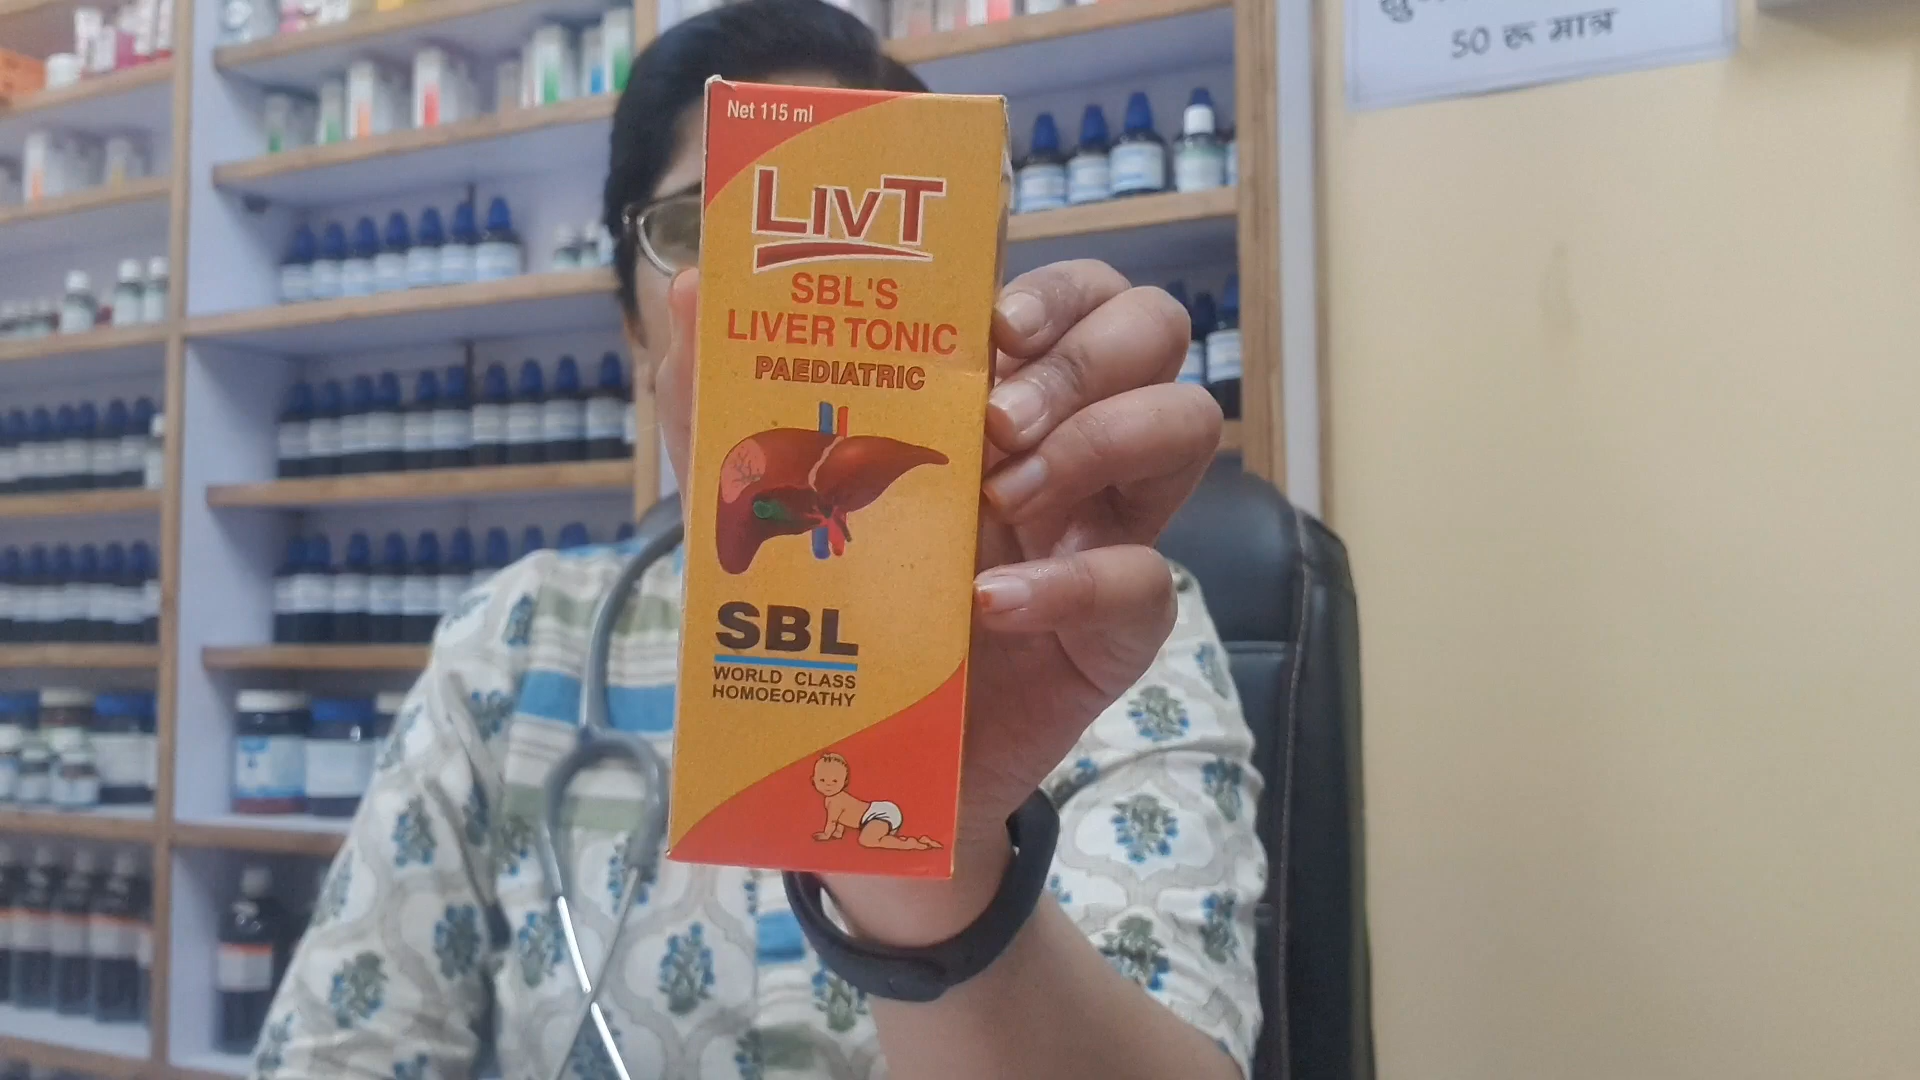 50 रु मात्र
Net 115 ml
LIVT
SBL'S
LIVER TONIC
PAEDIATRIC
SBL
WORLD CLASS
HOMOEOPATHY